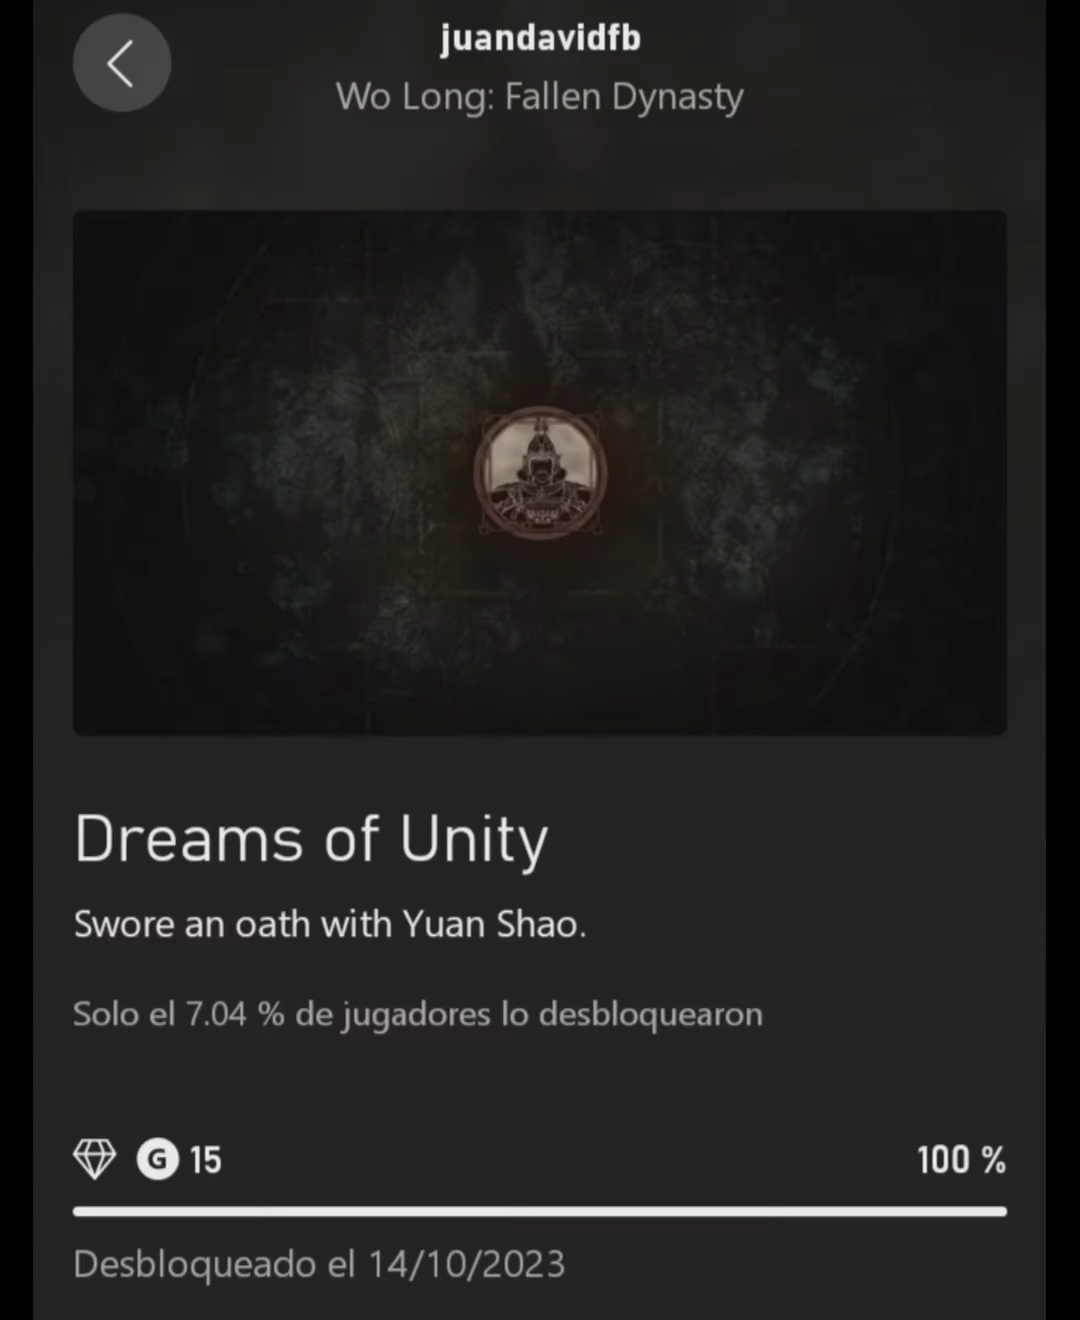 juandavidfb
Wo Long: Fallen Dynasty
Dreams of Unity
Swore an oath with Yuan Shao.
Solo el 7.04 % de jugadores lo desbloquearon
G 15 100 %
Desbloqueado el 14/10/2023